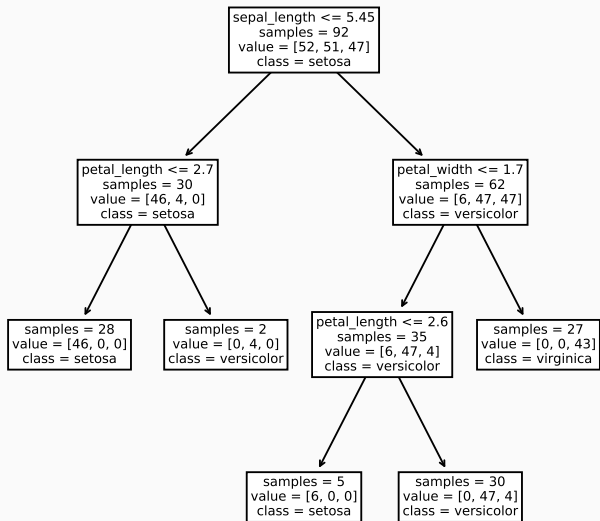 sepal_length <= 5.45
samples = 92
value = [52, 51, 47]
class = setosa
petal_length <= 2.7
samples = 30
value = [46, 4, 0]
class = setosa
petal_width <= 1.7
samples = 62
value = [6, 47, 47]
class = versicolor
samples = 28
value = [46, 0, 0]
class = setosa
samples = 2
value = [0, 4, 0]
class = versicolor
petal_length <= 2.6
samples = 35
value = [6, 47, 4]
class = versicolor
samples = 27
value = [0, 0, 43]
class = virginica
samples = 5
value = [6, 0, 0]
class = setosa
samples = 30
value = [0, 47, 4]
class = versicolor